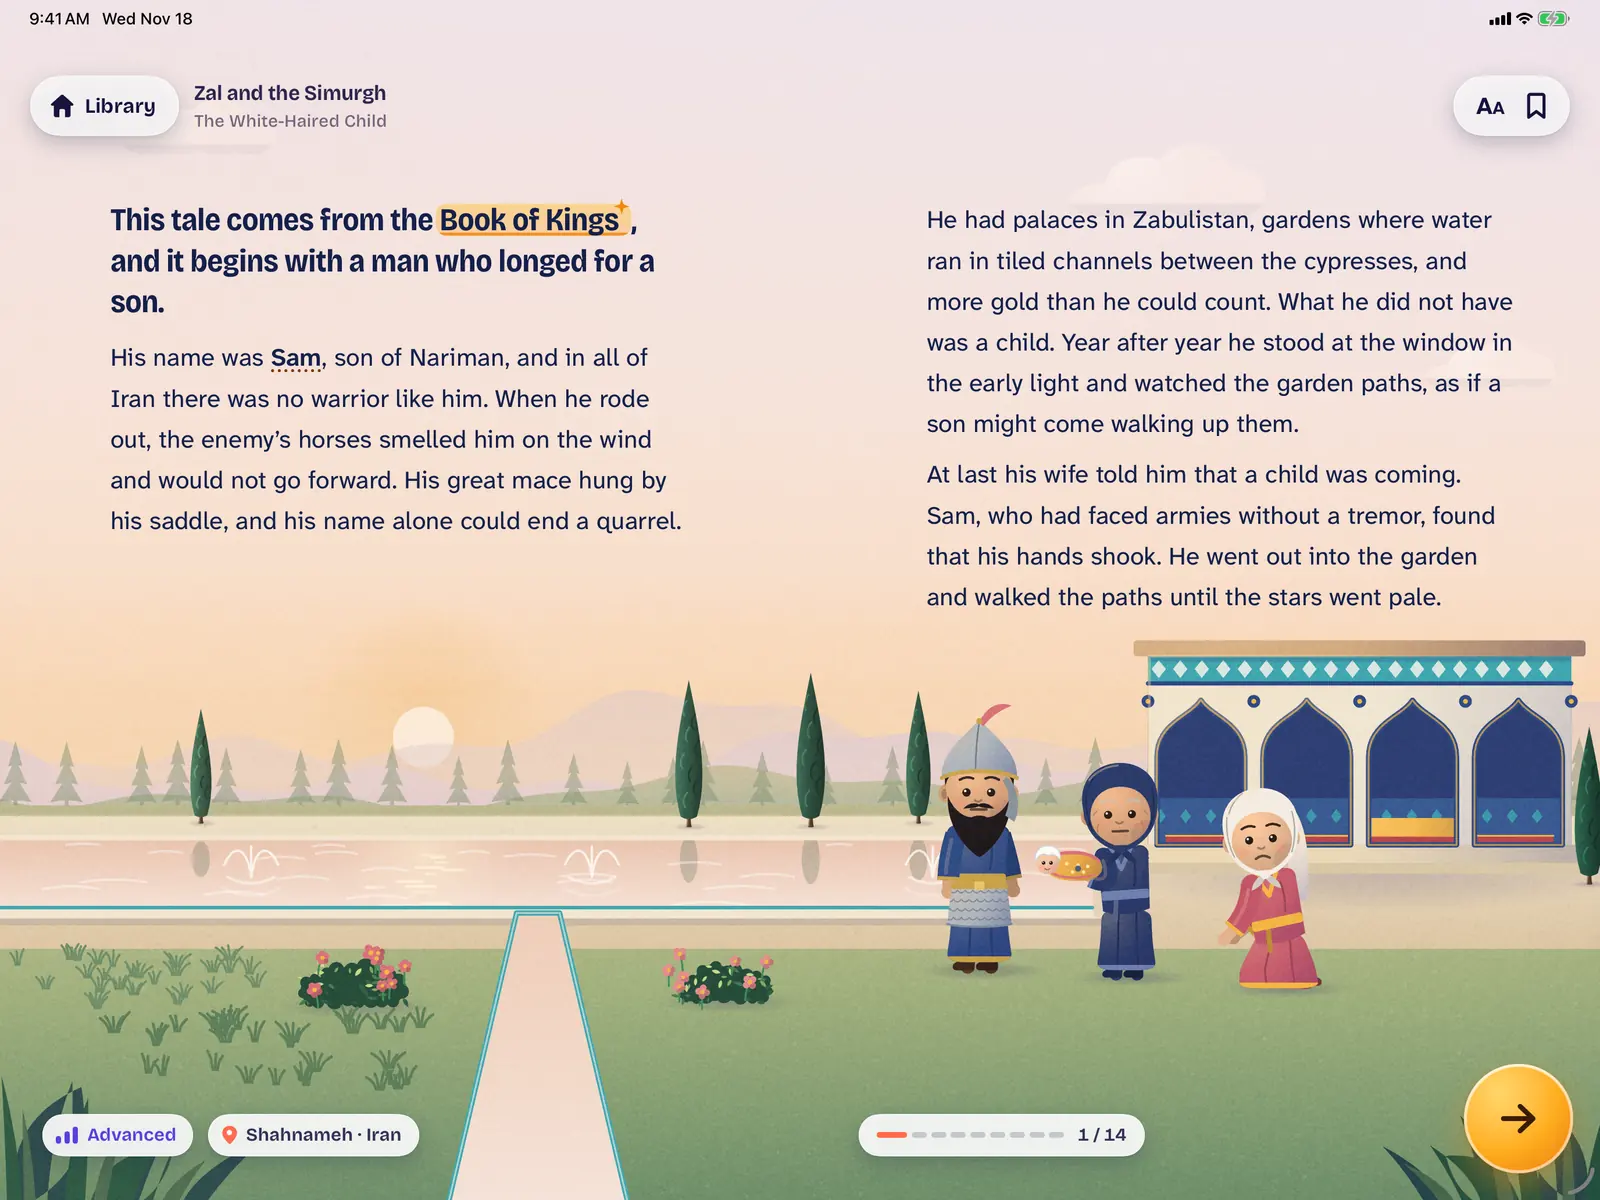 9:41 AM Wed Nov 18
Library
Zal and the Simurgh
The White-Haired Child
AA
This tale comes from the Book of Kings,
and it begins with a man who longed for a
son.
His name was Sam, son of Nariman, and in all of
Iran there was no warrior like him. When he rode
out, the enemy’s horses smelled him on the wind
and would not go forward. His great mace hung by
his saddle, and his name alone could end a quarrel.
He had palaces in Zabulistan, gardens where water
ran in tiled channels between the cypresses, and
more gold than he could count. What he did not have
was a child. Year after year he stood at the window in
the early light and watched the garden paths, as if a
son might come walking up them.
At last his wife told him that a child was coming.
Sam, who had faced armies without a tremor, found
that his hands shook. He went out into the garden
and walked the paths until the stars went pale.
Advanced
Shahnameh · Iran
1 / 14